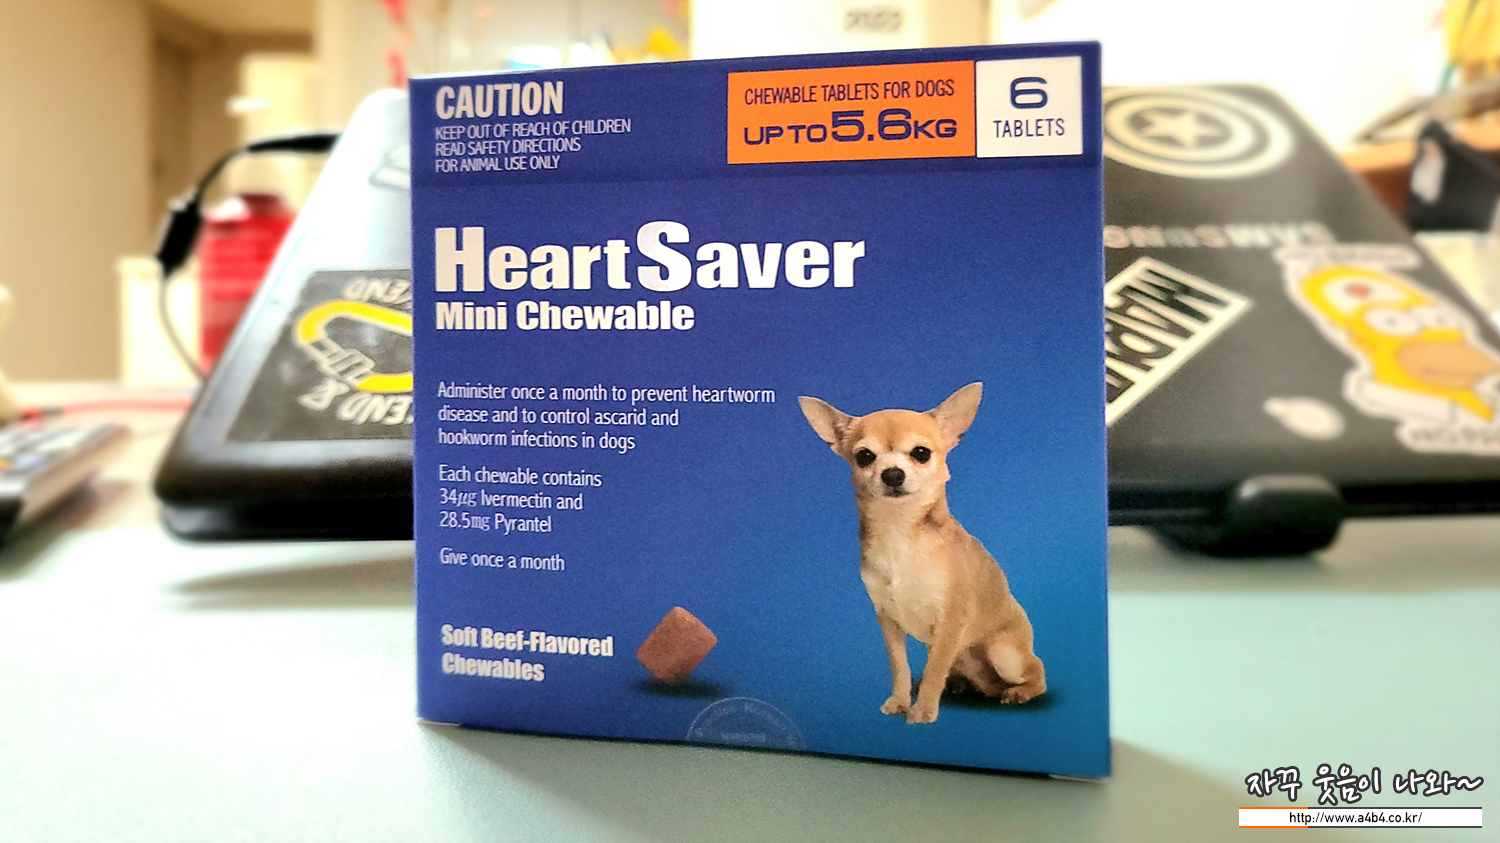 CAUTION
KEEP OUT OF REACH OF CHILDREN
READ SAFETY DIRECTIONS
FOR ANIMAL USE ONLY
CHEWABLE TABLETS FOR DOGS
UP TO 5.6KG
6
TABLETS
HeartSaver
Mini Chewable
Administer once a month to prevent heartworm
disease and to control ascarid and
hookworm infections in dogs
Each chewable contains
34㎍ Ivermectin and
28.5㎎ Pyrantel
Give once a month
Soft Beef-Flavored
Chewables
SAMSUNG
자꾸 웃음이 나와~
http://www.a4b4.co.kr/